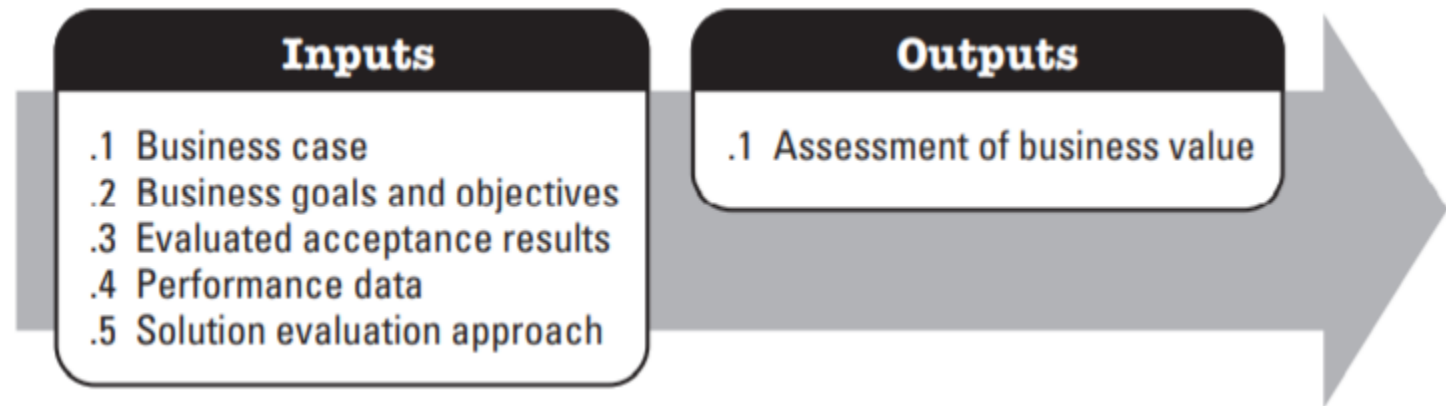 Inputs
.1 Business case
.2 Business goals and objectives
.3 Evaluated acceptance results
.4 Performance data
.5 Solution evaluation approach
Outputs
.1 Assessment of business value